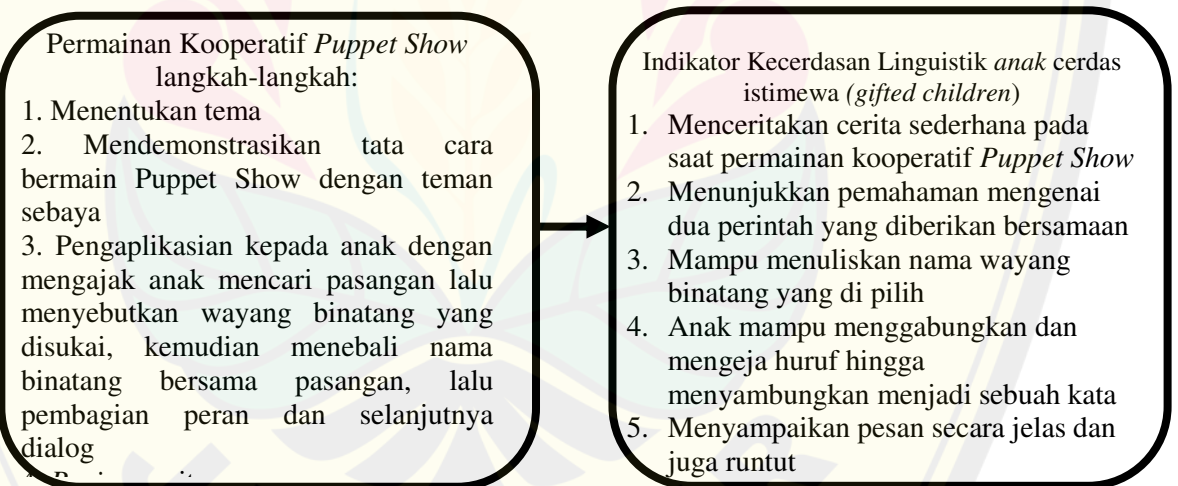 Permainan Kooperatif Puppet Show
langkah-langkah:
1. Menentukan tema
2. Mendemonstrasikan tata cara
bermain Puppet Show dengan teman
sebaya
3. Pengaplikasian kepada anak dengan
mengajak anak mencari pasangan lalu
menyebutkan wayang binatang yang
disukai, kemudian menebali nama
binatang bersama pasangan, lalu
pembagian peran dan selanjutnya
dialog
Indikator Kecerdasan Linguistik anak cerdas
istimewa (gifted children)
1. Menceritakan cerita sederhana pada
saat permainan kooperatif Puppet Show
2. Menunjukkan pemahaman mengenai
dua perintah yang diberikan bersamaan
3. Mampu menuliskan nama wayang
binatang yang di pilih
4. Anak mampu menggabungkan dan
mengeja huruf hingga
menyambungkan menjadi sebuah kata
5. Menyampaikan pesan secara jelas dan
juga runtut